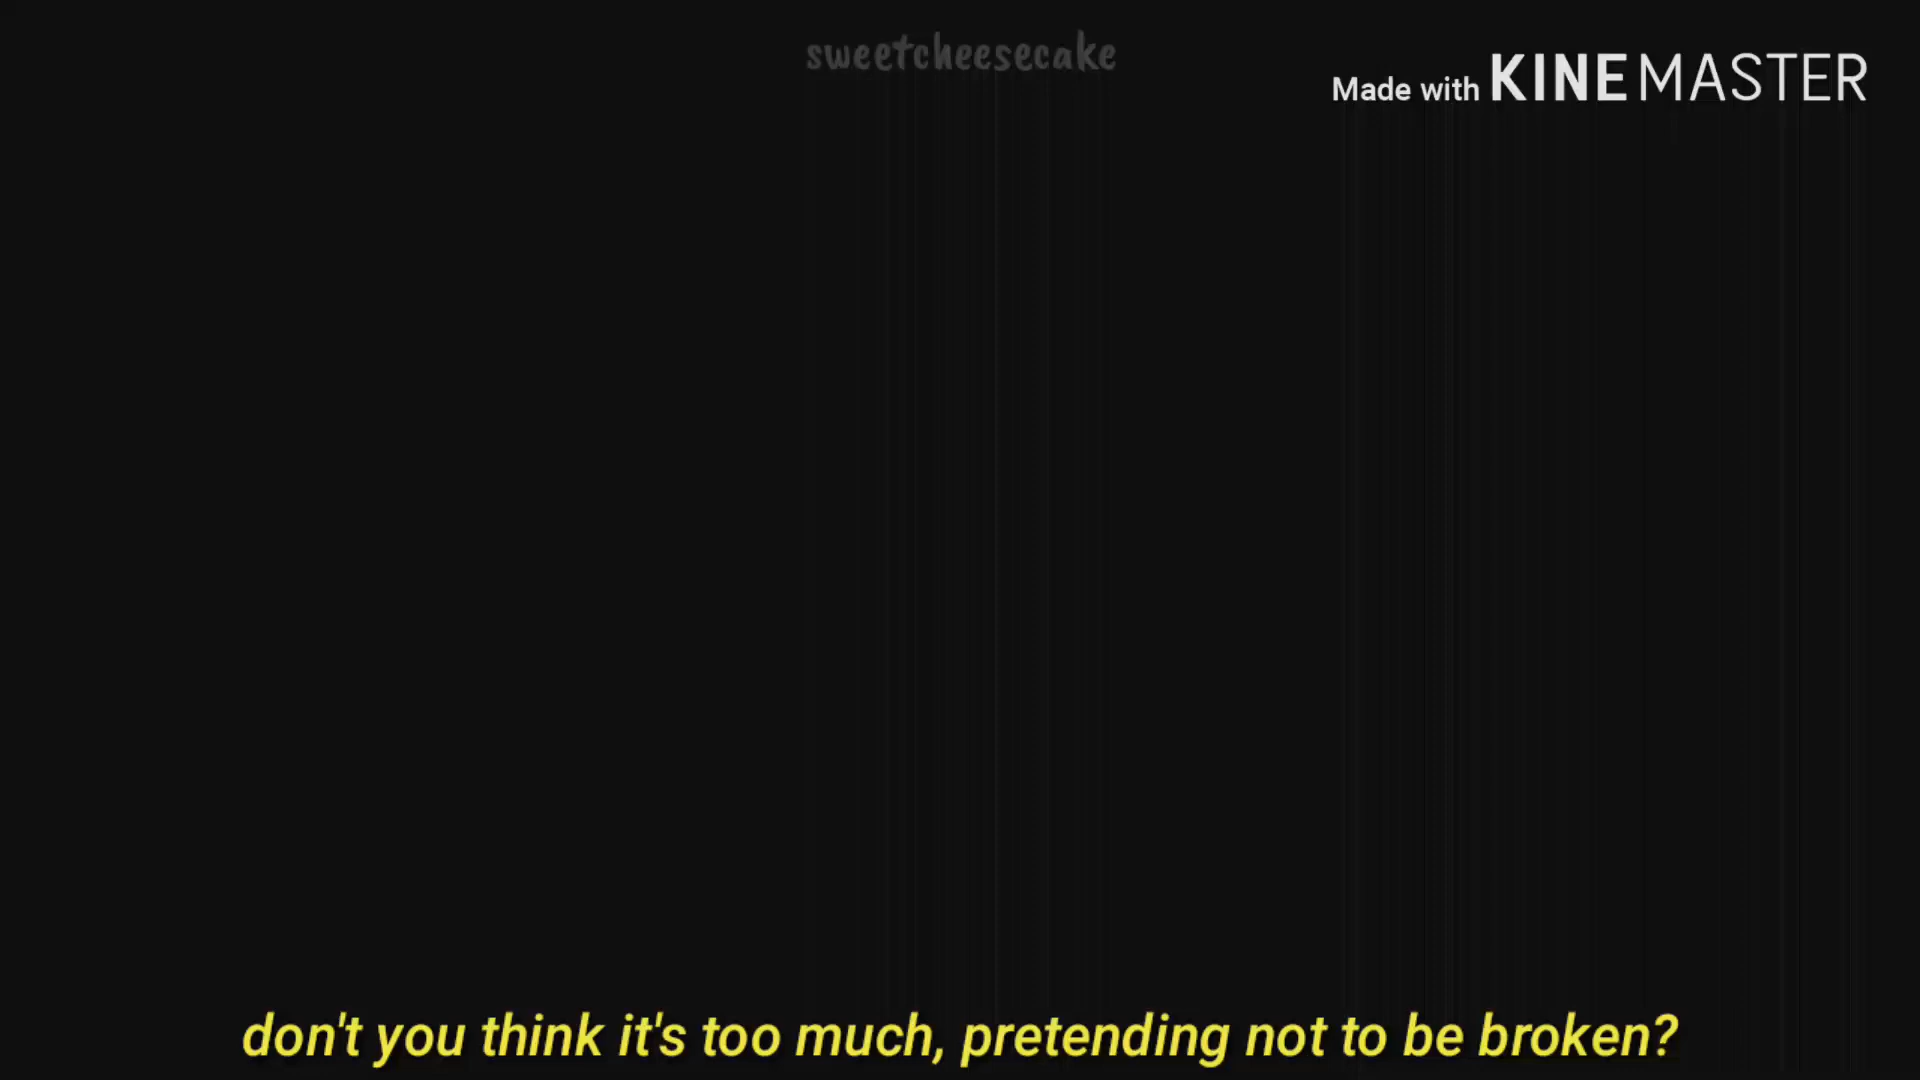 sweetcheesecake
Made with KINEMASTER
don't you think it's too much, pretending not to be broken?